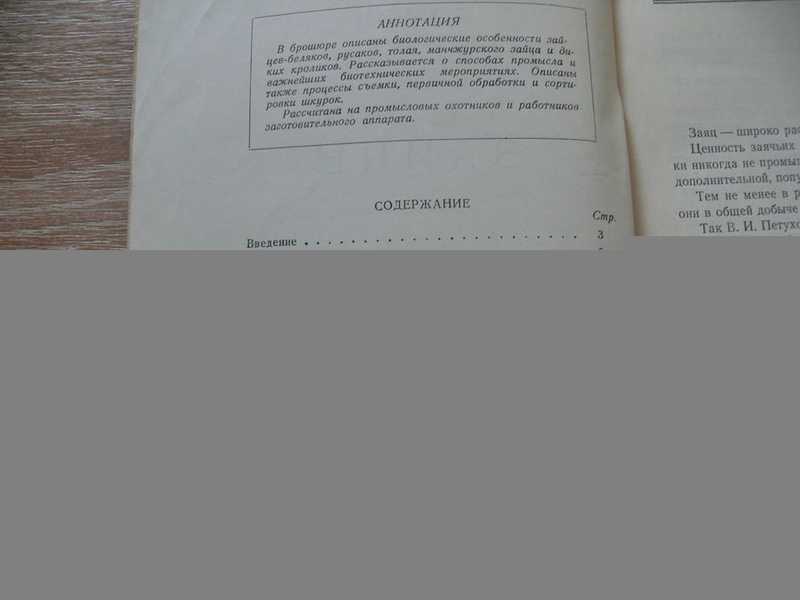 АННОТАЦИЯ
В брошюре описаны биологические особенности зай-
цев-беляков, русаков, толая, манчжурского зайца и ди-
ких кроликов. Рассказывается о способах промысла и
важнейших биотехнических мероприятиях. Описаны
также процессы съемки, первичной обработки и сорти-
ровки шкурок.
Рассчитана на промысловых охотников и работников
заготовительного аппарата.
СОДЕРЖАНИЕ
Стр.
Введение . . . . . . . . . . . . . . . . . . . . . . 3
Заяц — широко рас
Ценность заячьих
ки никогда не промы
дополнительной, попу
Тем не менее в р
они в общей добыче
Так В. И. Петухо